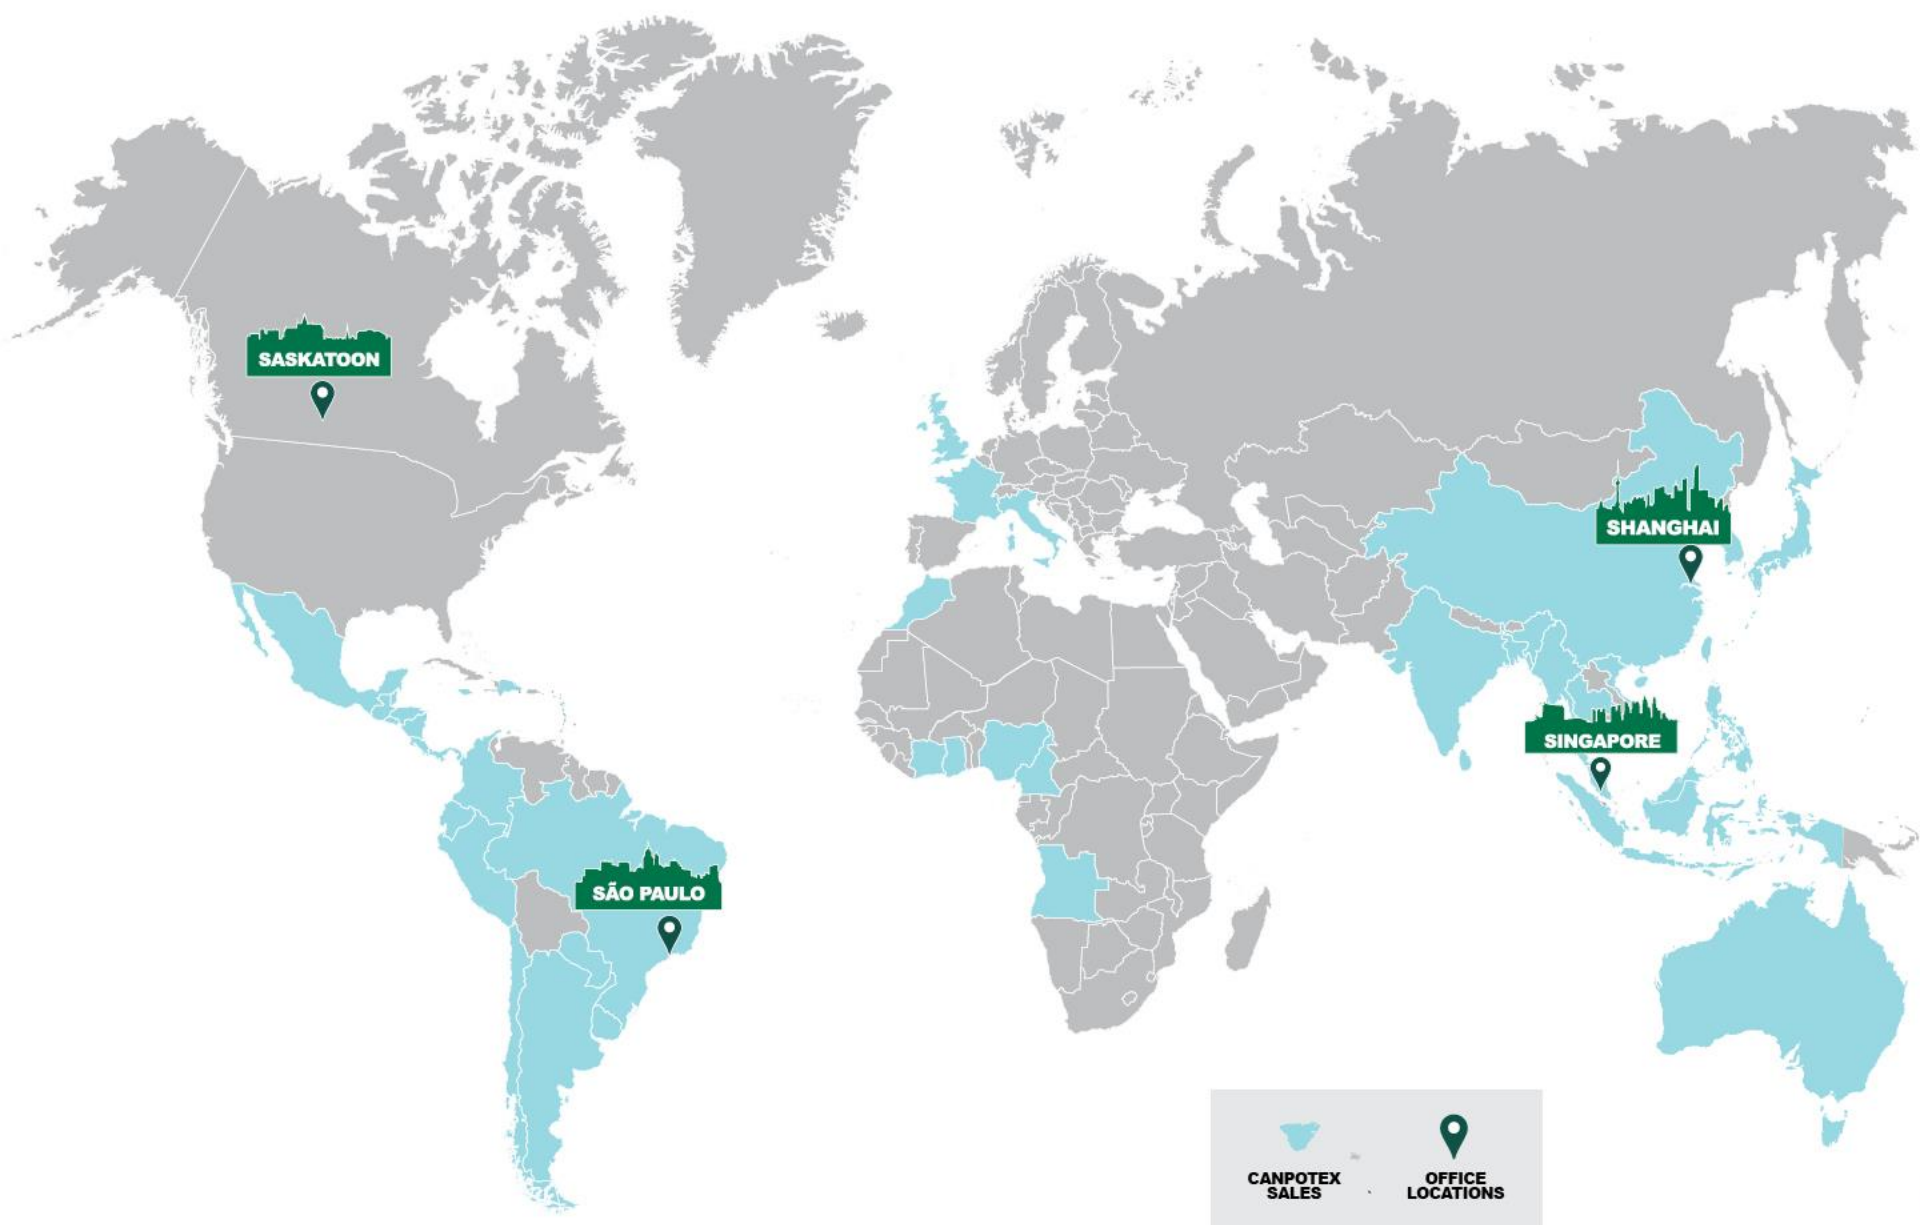 SASKATOON
SHANGHAI
SINGAPORE
SÃO PAULO
CANPOTEX
SALES
OFFICE
LOCATIONS